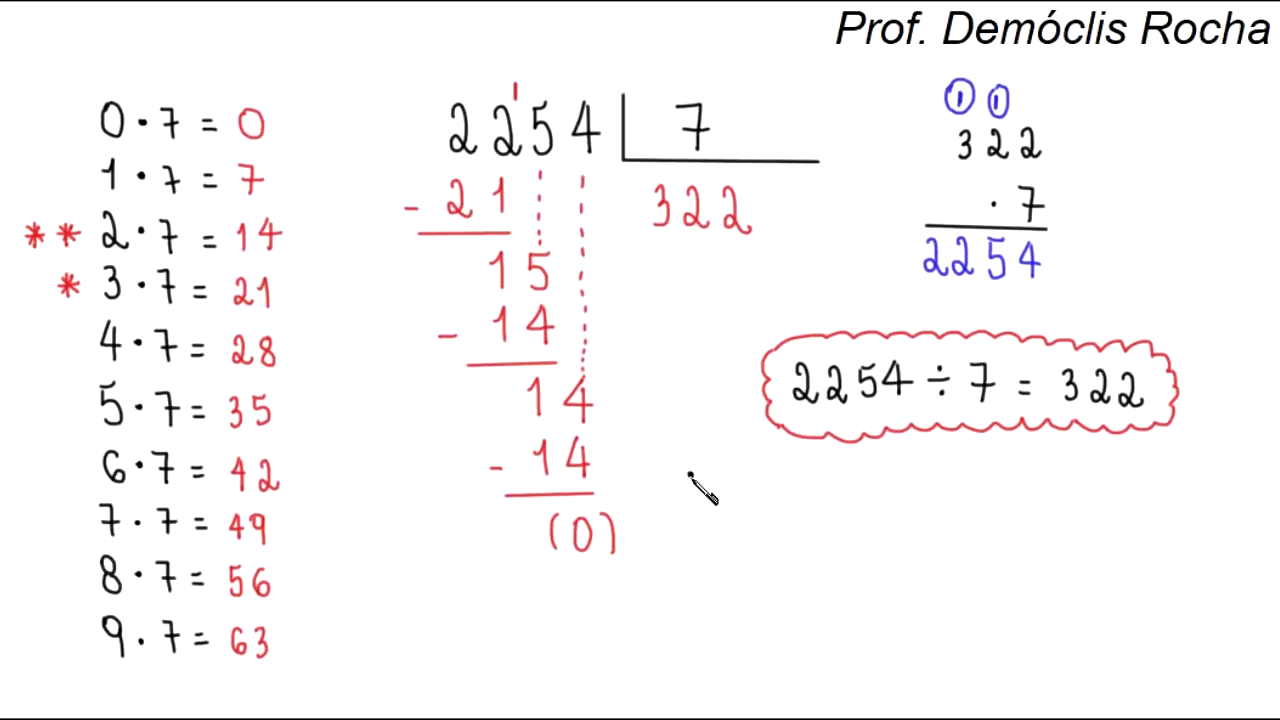 Prof. Demóclis Rocha
0 · 7 = 0
1 · 7 = 7
** 2 · 7 = 14
* 3 · 7 = 21
4 · 7 = 28
5 · 7 = 35
6 · 7 = 42
7 · 7 = 49
8 · 7 = 56
9 · 7 = 63
1
2254 7
- 21 322
15
- 14
14
- 14
(0)
1 1
322
· 7
2254
2254 ÷ 7 = 322